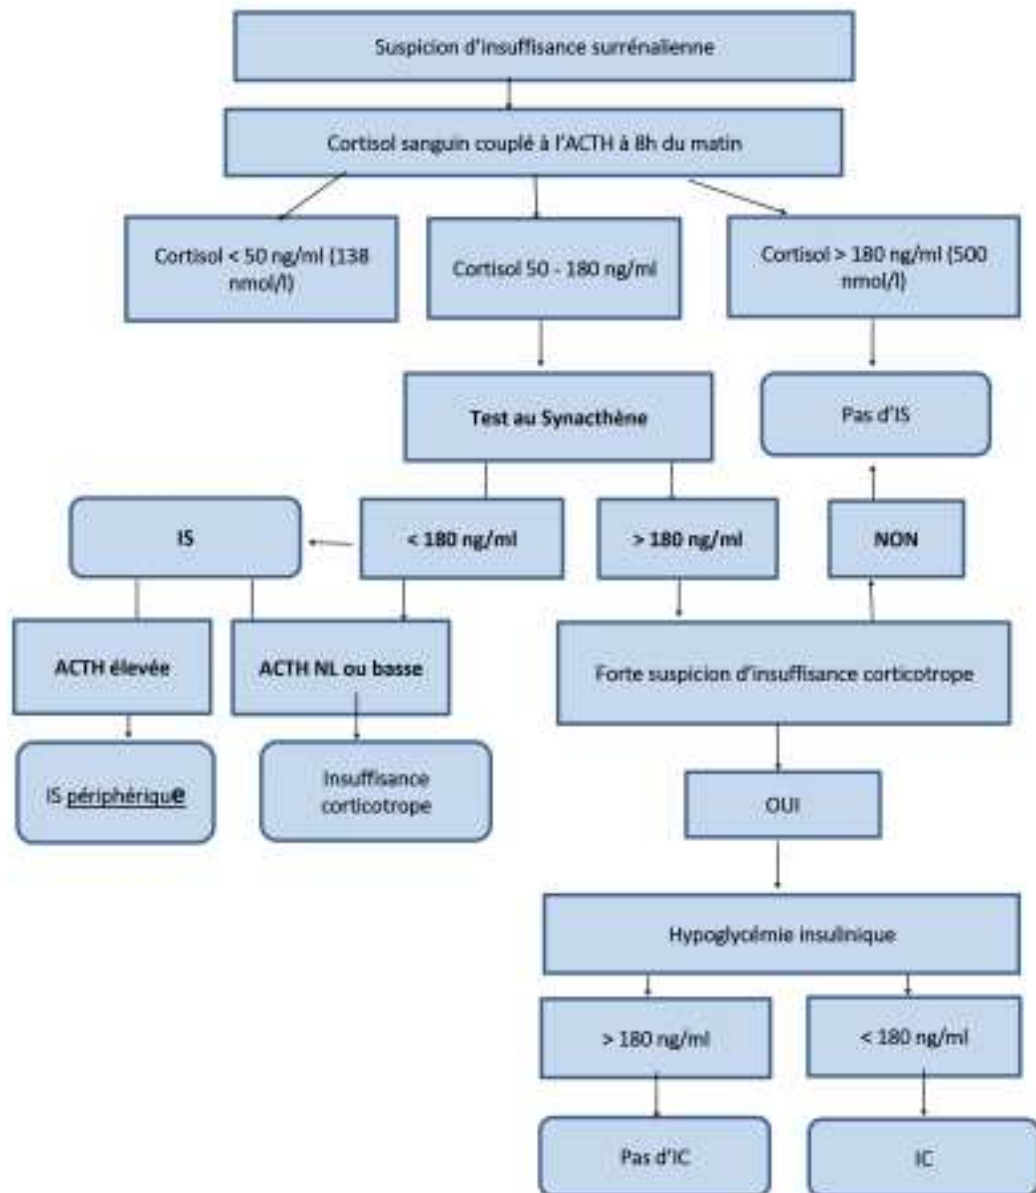 Suspicion d'insuffisance surrénalienne
Cortisol sanguin couplé à l'ACTH à 8h du matin
Cortisol < 50 ng/ml (138
nmol/l)
Cortisol 50 - 180 ng/ml
Cortisol > 180 ng/ml (500
nmol/l)
Test au Synacthène
Pas d'IS
IS
< 180 ng/ml
> 180 ng/ml
NON
ACTH élevée
ACTH NL ou basse
Forte suspicion d'insuffisance corticotrope
IS périphérique
Insuffisance
corticotrope
OUI
Hypoglycémie insulinique
> 180 ng/ml
< 180 ng/ml
Pas d'IC
IC